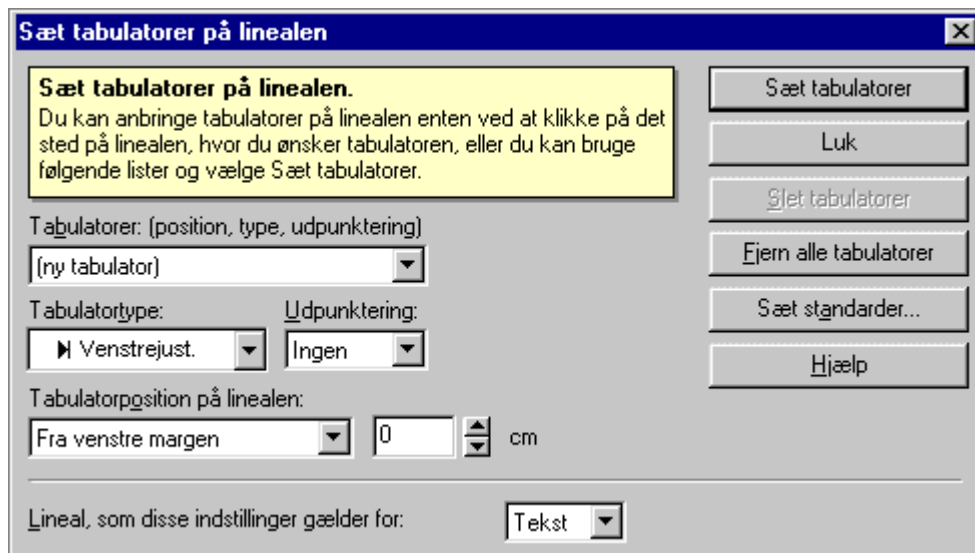 Sæt tabulatorer på linealen
Sæt tabulatorer på linealen.
Du kan anbringe tabulatorer på linealen enten ved at klikke på det
sted på linealen, hvor du ønsker tabulatoren, eller du kan bruge
følgende lister og vælge Sæt tabulatorer.
Tabulatorer: (position, type, udpunktering)
(ny tabulator)
Tabulatortype:
Udpunktering:
Venstrejust.
Ingen
Tabulatorposition på linealen:
Fra venstre margen
0
cm
Lineal, som disse indstillinger gælder for:
Tekst
Sæt tabulatorer
Luk
Slet tabulatorer
Fjern alle tabulatorer
Sæt standarder...
Hjælp